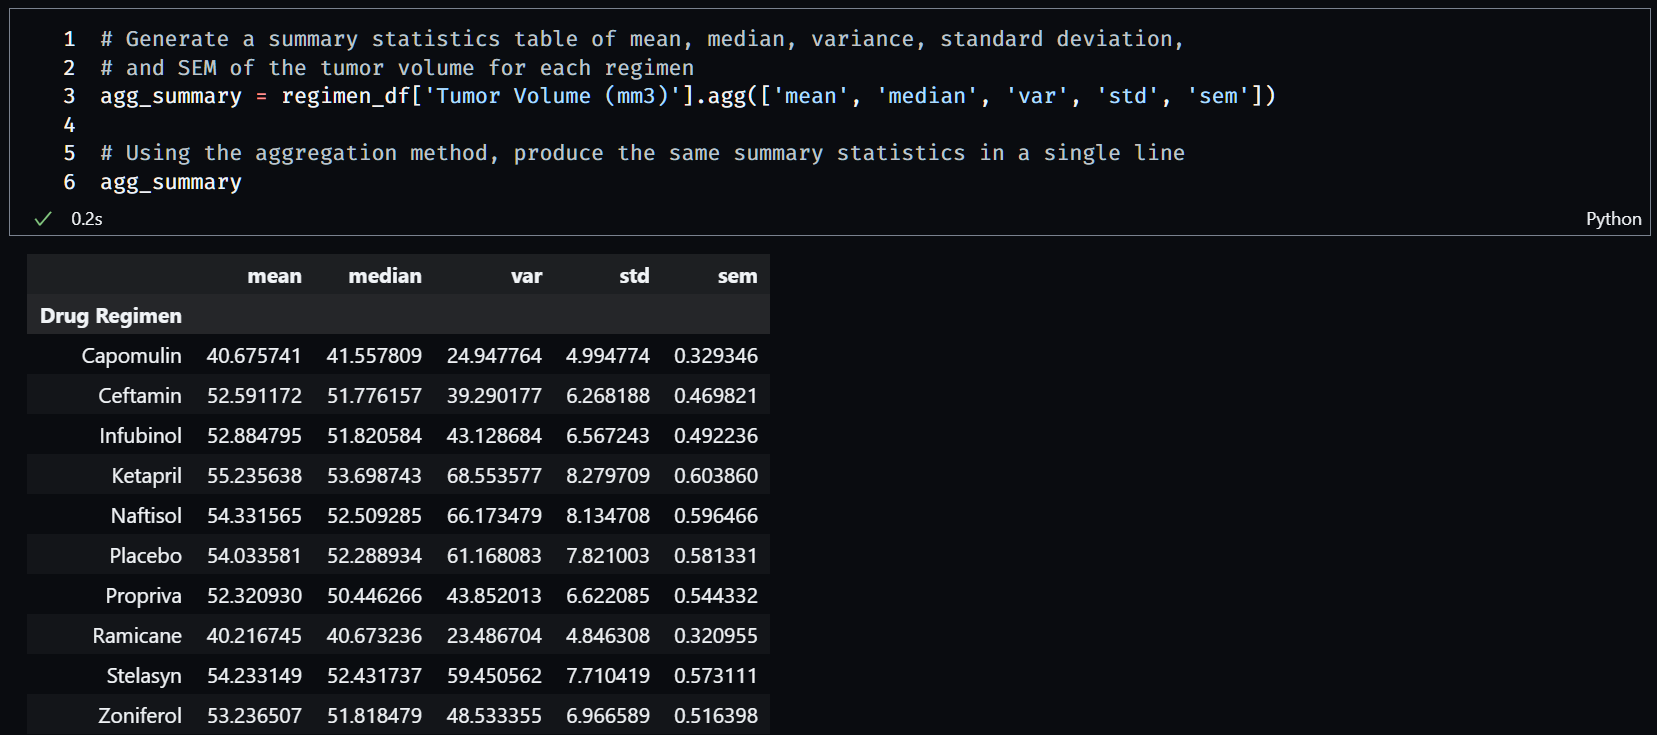 1 # Generate a summary statistics table of mean, median, variance, standard deviation,
2 # and SEM of the tumor volume for each regimen
3 agg_summary = regimen_df['Tumor Volume (mm3)'].agg(['mean', 'median', 'var', 'std', 'sem'])
4
5 # Using the aggregation method, produce the same summary statistics in a single line
6 agg_summary
0.2s Python
mean median var std sem
Drug Regimen
Capomulin 40.675741 41.557809 24.947764 4.994774 0.329346
Ceftamin 52.591172 51.776157 39.290177 6.268188 0.469821
Infubinol 52.884795 51.820584 43.128684 6.567243 0.492236
Ketapril 55.235638 53.698743 68.553577 8.279709 0.603860
Naftisol 54.331565 52.509285 66.173479 8.134708 0.596466
Placebo 54.033581 52.288934 61.168083 7.821003 0.581331
Propriva 52.320930 50.446266 43.852013 6.622085 0.544332
Ramicane 40.216745 40.673236 23.486704 4.846308 0.320955
Stelasyn 54.233149 52.431737 59.450562 7.710419 0.573111
Zoniferol 53.236507 51.818479 48.533355 6.966589 0.516398